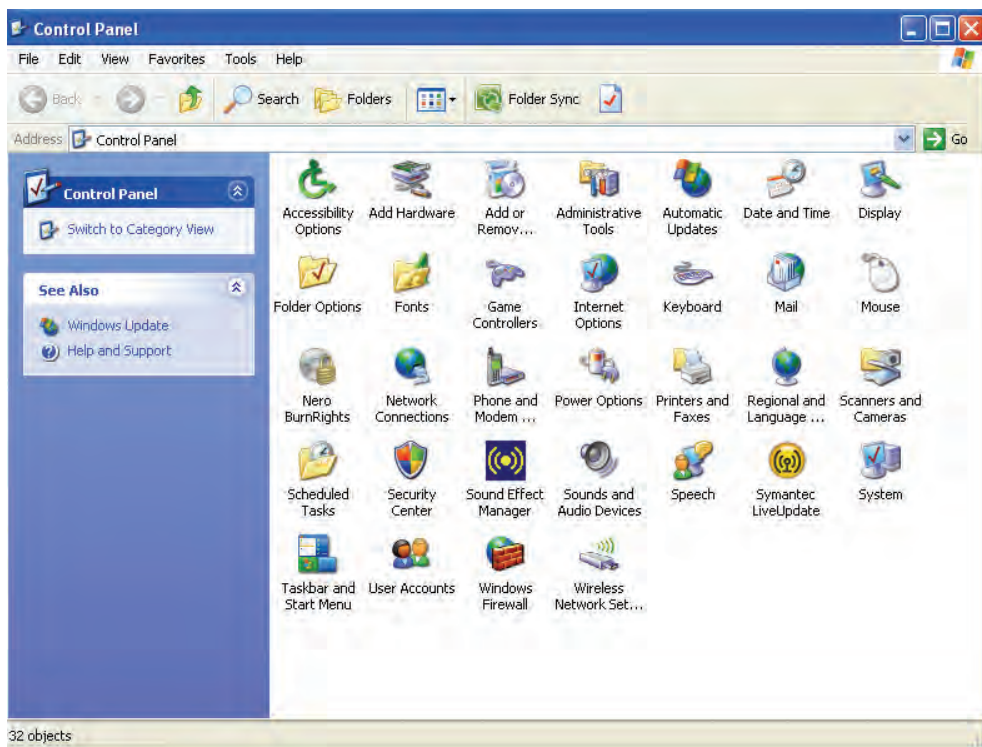 Control Panel
File Edit View Favorites Tools Help
Back Search Folders Folder Sync
Address Control Panel Go
Control Panel
Switch to Category View
See Also
Windows Update
Help and Support
Accessibility Options
Add Hardware
Add or Remov...
Administrative Tools
Automatic Updates
Date and Time
Display
Folder Options
Fonts
Game Controllers
Internet Options
Keyboard
Mail
Mouse
Nero BurnRights
Network Connections
Phone and Modem ...
Power Options
Printers and Faxes
Regional and Language ...
Scanners and Cameras
Scheduled Tasks
Security Center
Sound Effect Manager
Sounds and Audio Devices
Speech
Symantec LiveUpdate
System
Taskbar and Start Menu
User Accounts
Windows Firewall
Wireless Network Set...
32 objects